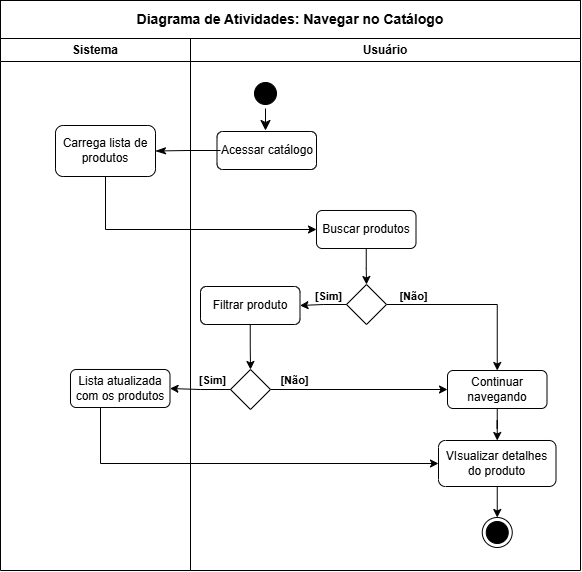 Diagrama de Atividades: Navegar no Catálogo
Sistema
Usuário
Acessar catálogo
Carrega lista de
produtos
Buscar produtos
[Sim]
[Não]
Filtrar produto
[Sim]
[Não]
Lista atualizada
com os produtos
Continuar
navegando
VIsualizar detalhes
do produto